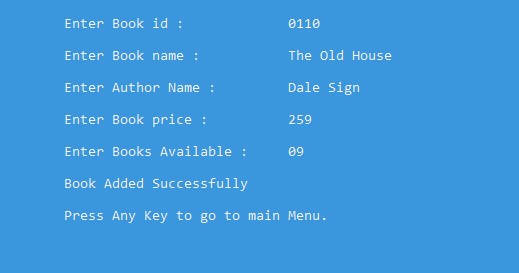 Enter Book id : 0110
Enter Book name : The Old House
Enter Author Name : Dale Sign
Enter Book price : 259
Enter Books Available : 09
Book Added Successfully
Press Any Key to go to main Menu.